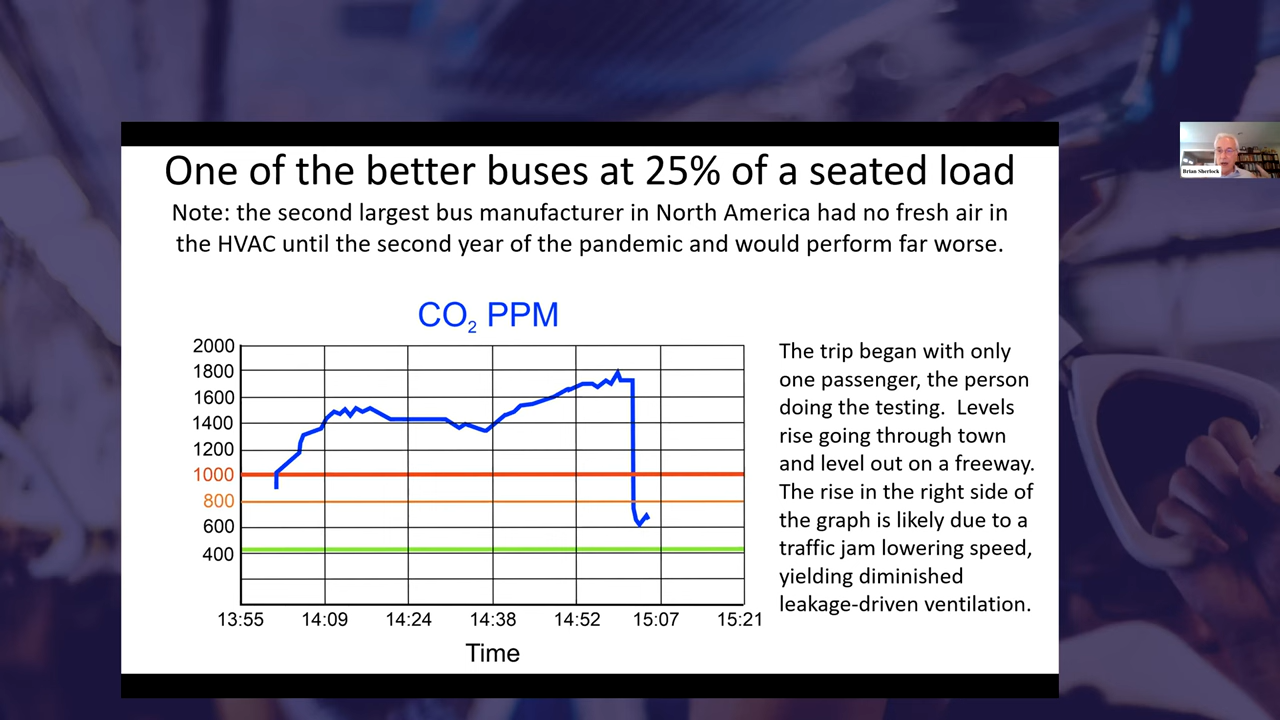 One of the better buses at 25% of a seated load
Note: the second largest bus manufacturer in North America had no fresh air in
the HVAC until the second year of the pandemic and would perform far worse.
CO₂ PPM
2000
1800
1600
1400
1200
1000
800
600
400
13:55 14:09 14:24 14:38 14:52 15:07 15:21
Time
The trip began with only
one passenger, the person
doing the testing. Levels
rise going through town
and level out on a freeway.
The rise in the right side of
the graph is likely due to a
traffic jam lowering speed,
yielding diminished
leakage-driven ventilation.
Brian Sherlock